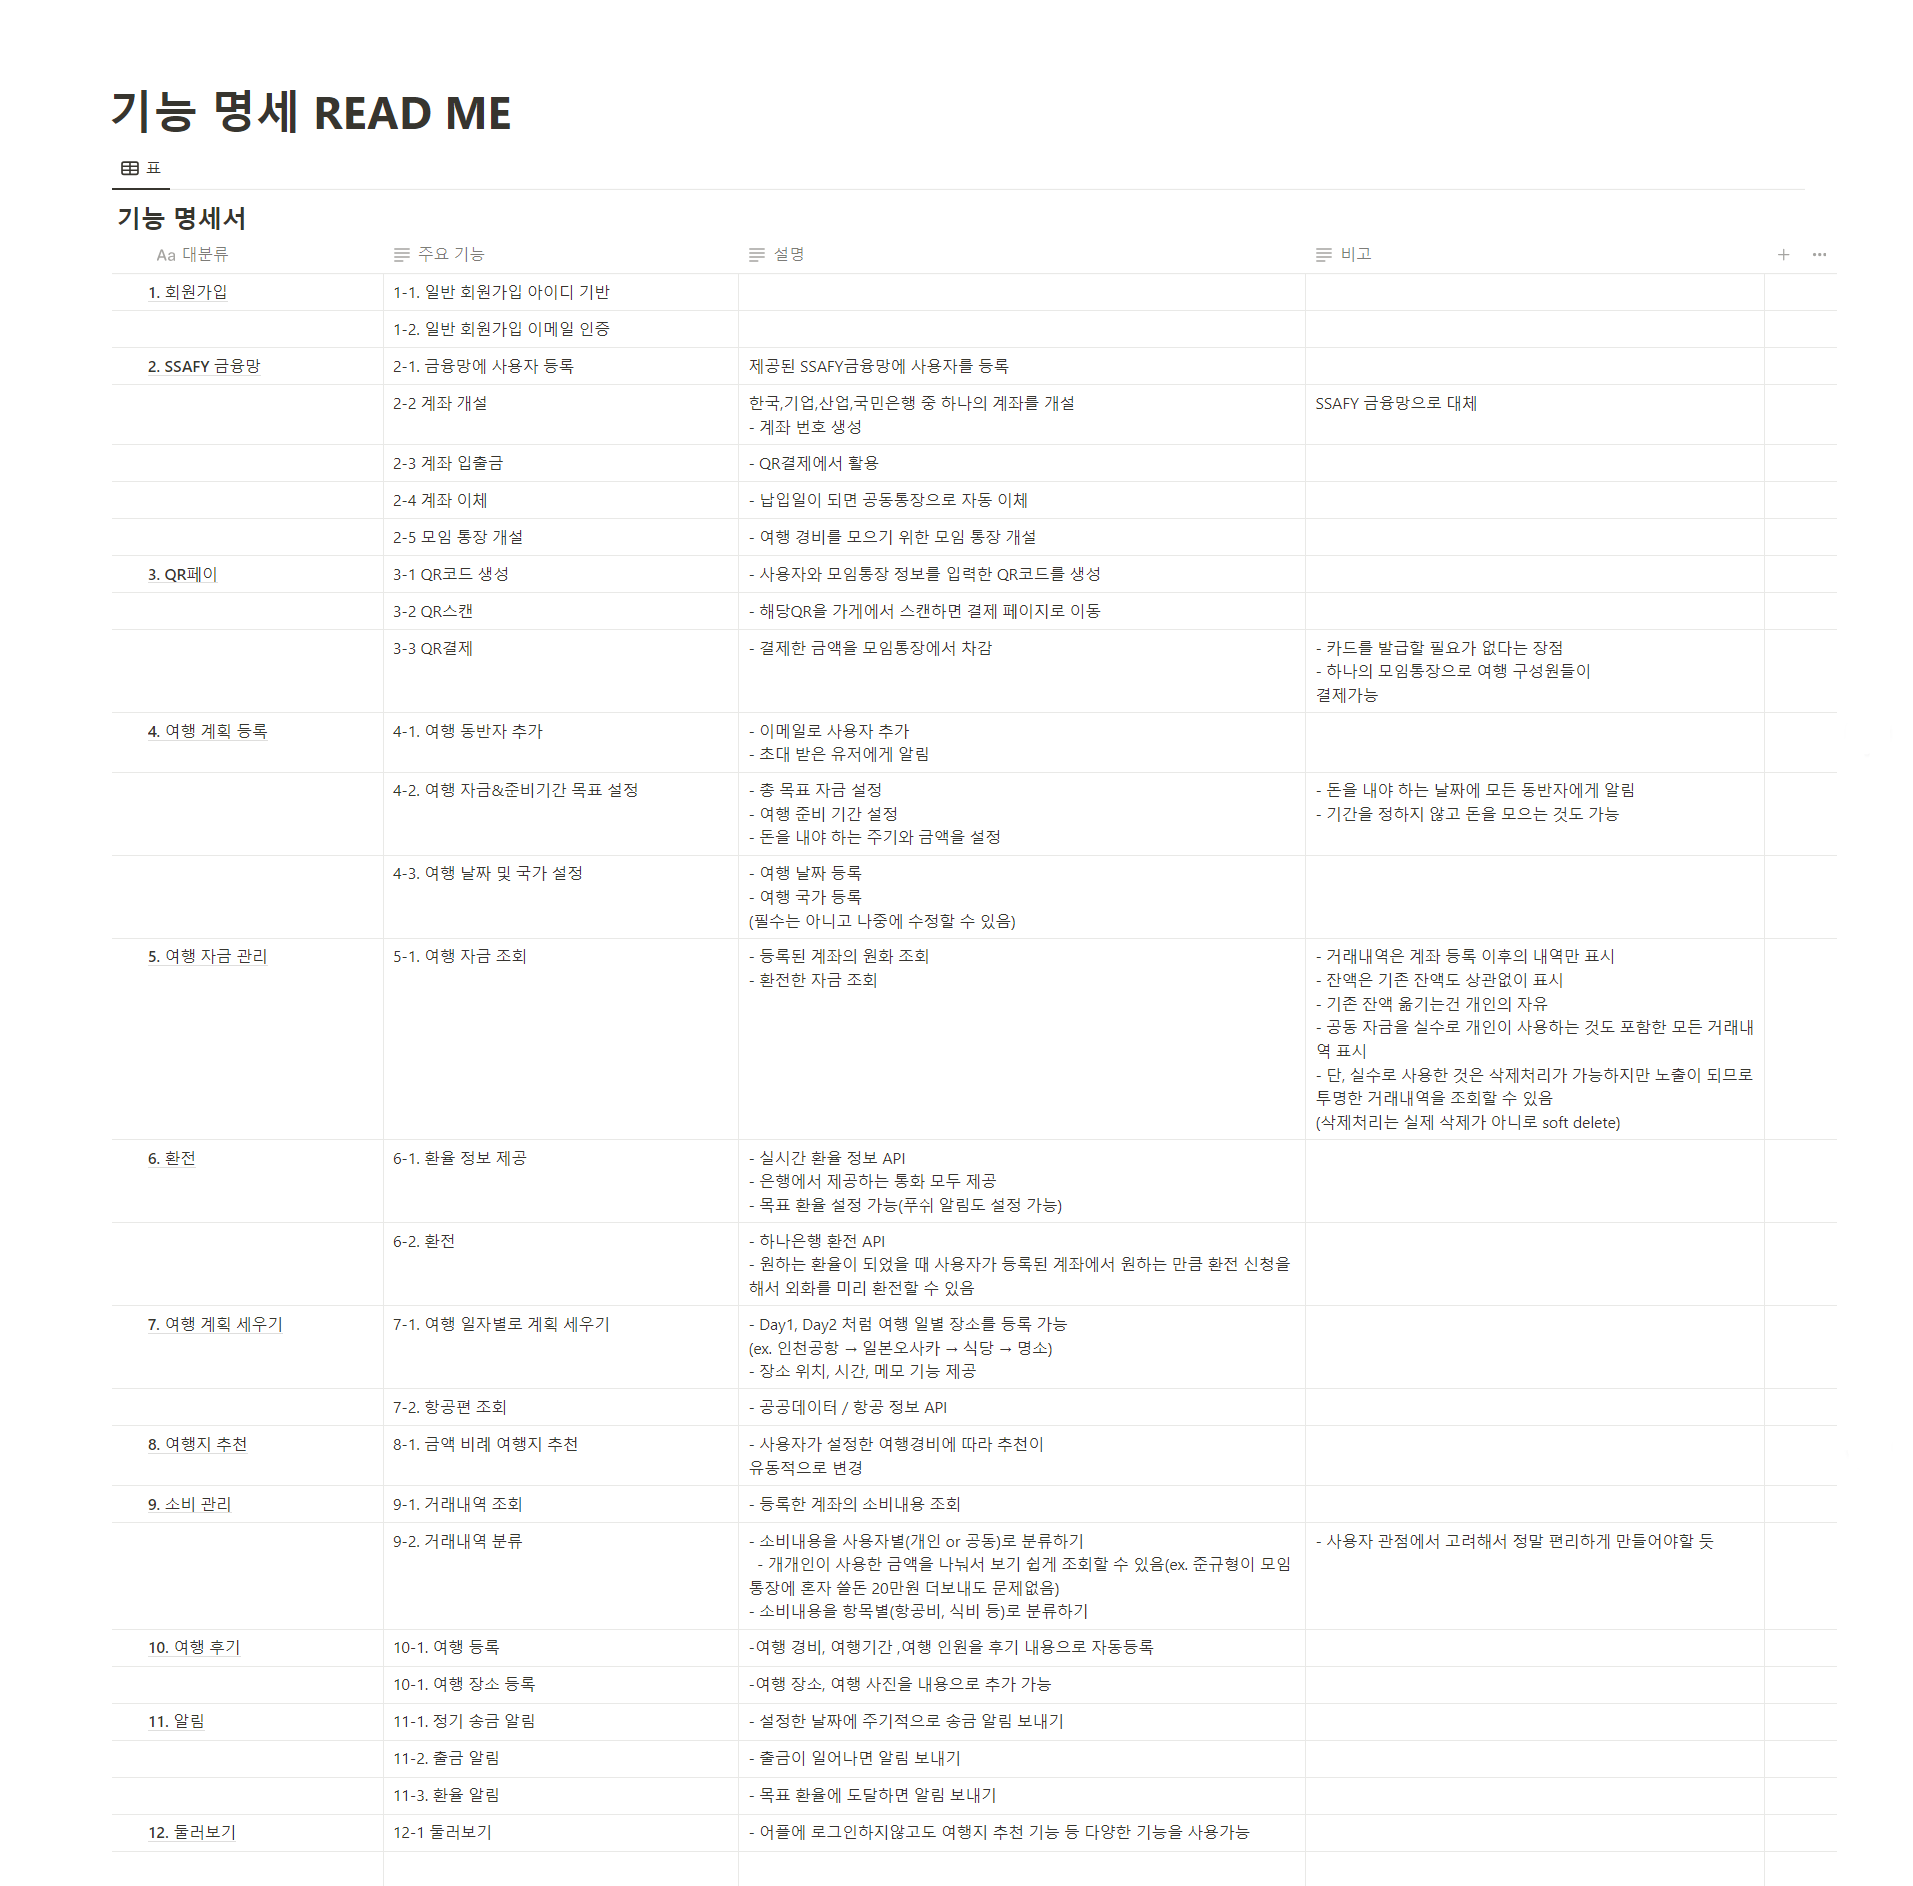 기능 명세 READ ME
표
기능 명세서
Aa 대분류 주요 기능 설명 비고 + ···
1. 회원가입 1-1. 일반 회원가입 아이디 기반
1-2. 일반 회원가입 이메일 인증
2. SSAFY 금융망 2-1. 금융망에 사용자 등록 제공된 SSAFY금융망에 사용자를 등록
2-2 계좌 개설 한국,기업,산업,국민은행 중 하나의 계좌를 개설 SSAFY 금융망으로 대체
- 계좌 번호 생성
2-3 계좌 입출금 - QR결제에서 활용
2-4 계좌 이체 - 납입일이 되면 공동통장으로 자동 이체
2-5 모임 통장 개설 - 여행 경비를 모으기 위한 모임 통장 개설
3. QR페이 3-1 QR코드 생성 - 사용자와 모임통장 정보를 입력한 QR코드를 생성
3-2 QR스캔 - 해당QR을 가게에서 스캔하면 결제 페이지로 이동
3-3 QR결제 - 결제한 금액을 모임통장에서 차감 - 카드를 발급할 필요가 없다는 장점
- 하나의 모임통장으로 여행 구성원들이
결제가능
4. 여행 계획 등록 4-1. 여행 동반자 추가 - 이메일로 사용자 추가
- 초대 받은 유저에게 알림
4-2. 여행 자금&준비기간 목표 설정 - 총 목표 자금 설정 - 돈을 내야 하는 날짜에 모든 동반자에게 알림
- 여행 준비 기간 설정 - 기간을 정하지 않고 돈을 모으는 것도 가능
- 돈을 내야 하는 주기와 금액을 설정
4-3. 여행 날짜 및 국가 설정 - 여행 날짜 등록
- 여행 국가 등록
(필수는 아니고 나중에 수정할 수 있음)
5. 여행 자금 관리 5-1. 여행 자금 조회 - 등록된 계좌의 원화 조회 - 거래내역은 계좌 등록 이후의 내역만 표시
- 환전한 자금 조회 - 잔액은 기존 잔액도 상관없이 표시
- 기존 잔액 옮기는건 개인의 자유
- 공동 자금을 실수로 개인이 사용하는 것도 포함한 모든 거래내
역 표시
- 단, 실수로 사용한 것은 삭제처리가 가능하지만 노출이 되므로
투명한 거래내역을 조회할 수 있음
(삭제처리는 실제 삭제가 아니로 soft delete)
6. 환전 6-1. 환율 정보 제공 - 실시간 환율 정보 API
- 은행에서 제공하는 통화 모두 제공
- 목표 환율 설정 가능(푸쉬 알림도 설정 가능)
6-2. 환전 - 하나은행 환전 API
- 원하는 환율이 되었을 때 사용자가 등록된 계좌에서 원하는 만큼 환전 신청을
해서 외화를 미리 환전할 수 있음
7. 여행 계획 세우기 7-1. 여행 일자별로 계획 세우기 - Day1, Day2 처럼 여행 일별 장소를 등록 가능
(ex. 인천공항 → 일본오사카 → 식당 → 명소)
- 장소 위치, 시간, 메모 기능 제공
7-2. 항공편 조회 - 공공데이터 / 항공 정보 API
8. 여행지 추천 8-1. 금액 비례 여행지 추천 - 사용자가 설정한 여행경비에 따라 추천이
유동적으로 변경
9. 소비 관리 9-1. 거래내역 조회 - 등록한 계좌의 소비내용 조회
9-2. 거래내역 분류 - 소비내용을 사용자별(개인 or 공동)로 분류하기 - 사용자 관점에서 고려해서 정말 편리하게 만들어야할 듯
- 개개인이 사용한 금액을 나눠서 보기 쉽게 조회할 수 있음(ex. 준규형이 모임
통장에 혼자 쓸돈 20만원 더보내도 문제없음)
- 소비내용을 항목별(항공비, 식비 등)로 분류하기
10. 여행 후기 10-1. 여행 등록 -여행 경비, 여행기간 ,여행 인원을 후기 내용으로 자동등록
10-1. 여행 장소 등록 -여행 장소, 여행 사진을 내용으로 추가 가능
11. 알림 11-1. 정기 송금 알림 - 설정한 날짜에 주기적으로 송금 알림 보내기
11-2. 출금 알림 - 출금이 일어나면 알림 보내기
11-3. 환율 알림 - 목표 환율에 도달하면 알림 보내기
12. 둘러보기 12-1 둘러보기 - 어플에 로그인하지않고도 여행지 추천 기능 등 다양한 기능을 사용가능